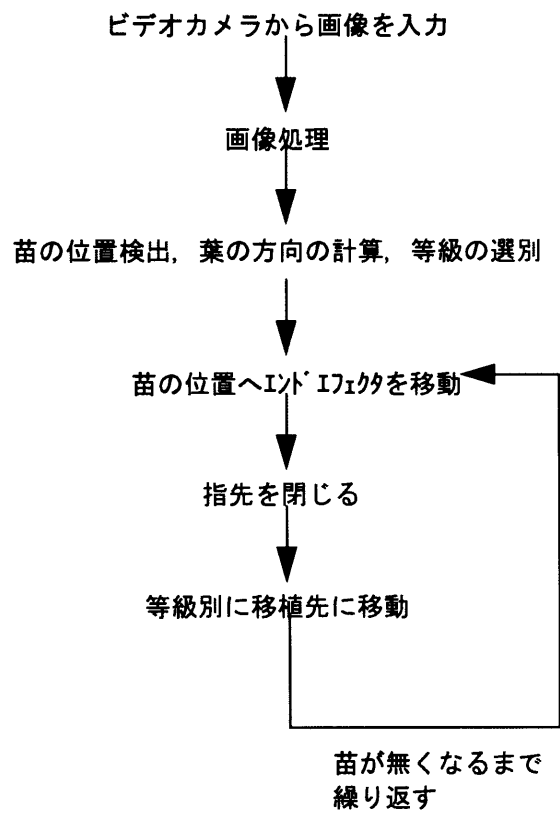 ビデオカメラから画像を入力
画像処理
苗の位置検出, 葉の方向の計算, 等級の選別
苗の位置へｴﾝﾄﾞｴﾌｪｸﾀを移動
指先を閉じる
等級別に移植先に移動
苗が無くなるまで
繰り返す